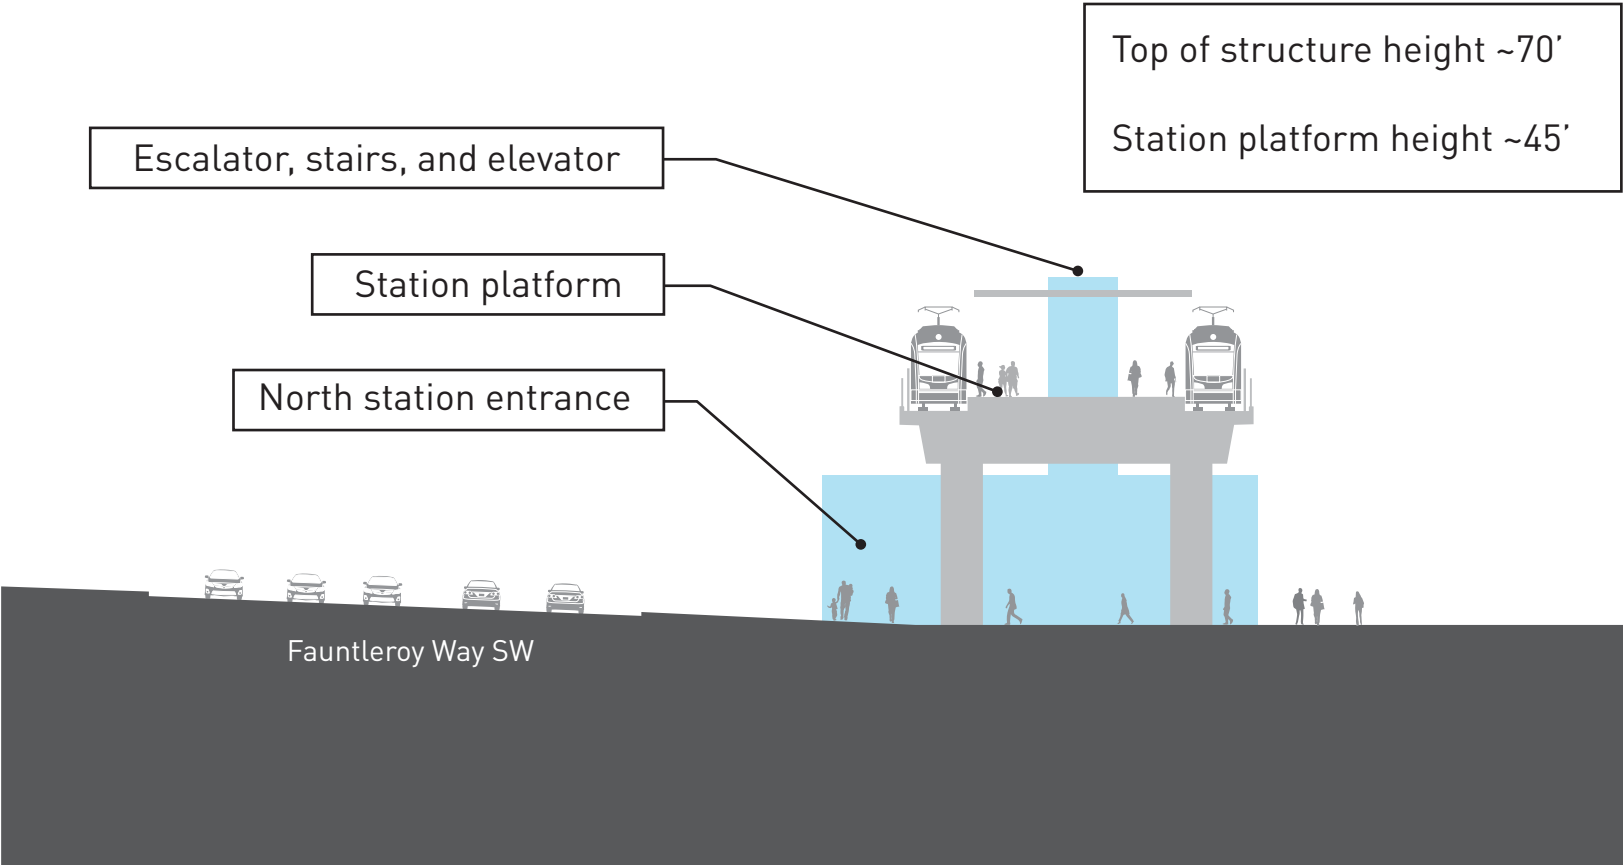 Top of structure height ~70’
Station platform height ~45’
Escalator, stairs, and elevator
Station platform
North station entrance
Fauntleroy Way SW